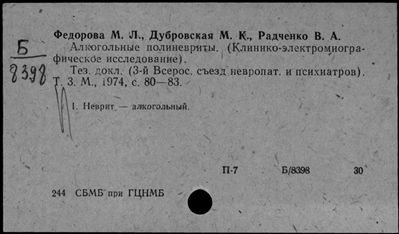 Федорова М. Л., Дубровская М. К., Радченко В. А.
Алкогольные полиневриты. (Клинико-электромиогра-
фическое исследование).
Тез. докл. (3-й Всерос. съезд невропат. и психиатров).
Т. 3. М., 1974, с. 80—83.
Б
8398
1. Неврит — алкогольный.
П-7 Б/8398 30
244 СБМБ при ГЦНМБ